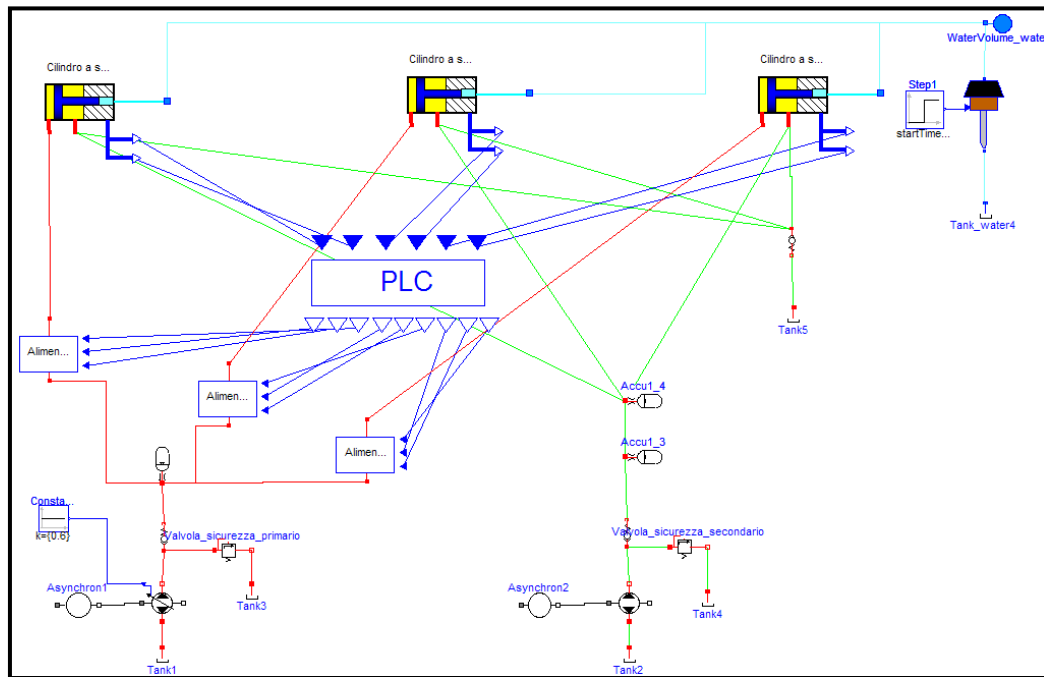 WaterVolume_water
Cilindro a s...
Cilindro a s...
Cilindro a s...
Step1
startTime...
Tank_water4
PLC
Tank5
Alimen...
Alimen...
Accu1_4
Alimen...
Accu1_3
Consta...
k={0.6}
Valvola_sicurezza_primario
Valvola_sicurezza_secondario
Asynchron1
Asynchron2
Tank3
Tank4
Tank1
Tank2